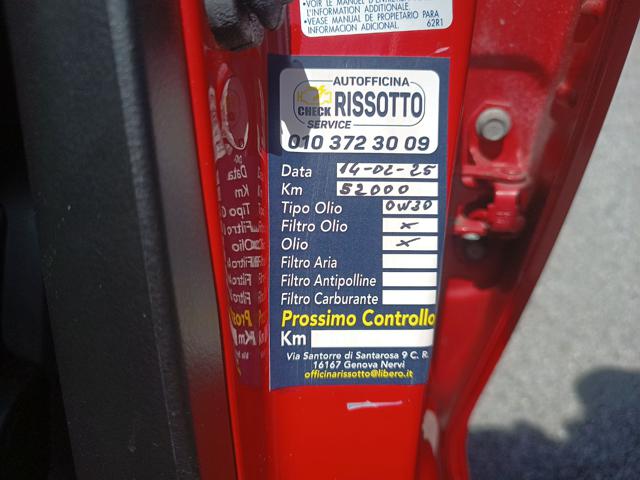 •VOIR LE MANUEL D'ENTRETIEN
L'INFORMATION ADDITIONALE.
•VEASE MANUAL DE PROPIETARIO PARA
INFORMACION ADICIONAL. 62R1
AUTOFFICINA
CHECK RISSOTTO
SERVICE
010 372 30 09
Data 14-02-25
Km 52000
Tipo Olio 0W30
Filtro Olio x
Olio x
Filtro Aria
Filtro Antipolline
Filtro Carburante
Prossimo Controllo
Km
Via Santorre di Santarosa 9 C. R.
16167 Genova Nervi
officinarissotto@libero.it